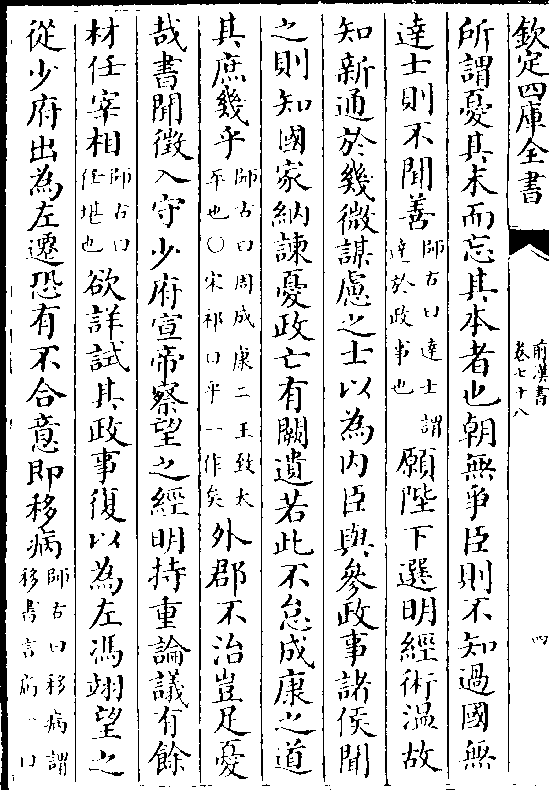 欽定四庫全書
前漢書
卷七十八
四
所謂憂其末而忘其本者也朝無爭臣則不知過國無
達士則不聞善
師古曰達士謂
達於政事也
願陛下選明經術溫故
知新通於幾微謀慮之士以為内臣與參政事諸侯聞
之則知國家納諫憂政亡有闕遺若此不怠成康之道
其庶幾乎
師古曰周成康二王致太
平也○宋祁曰乎一作矣
外郡不治豈足憂
哉書聞徵入守少府宣帝察望之經明持重論議有餘
材任宰相
師古曰
任堪也
欲詳試其政事復以為左馮翊望之
從少府出為左遷恐有不合意即移病
師古曰移病謂
移書言病一曰